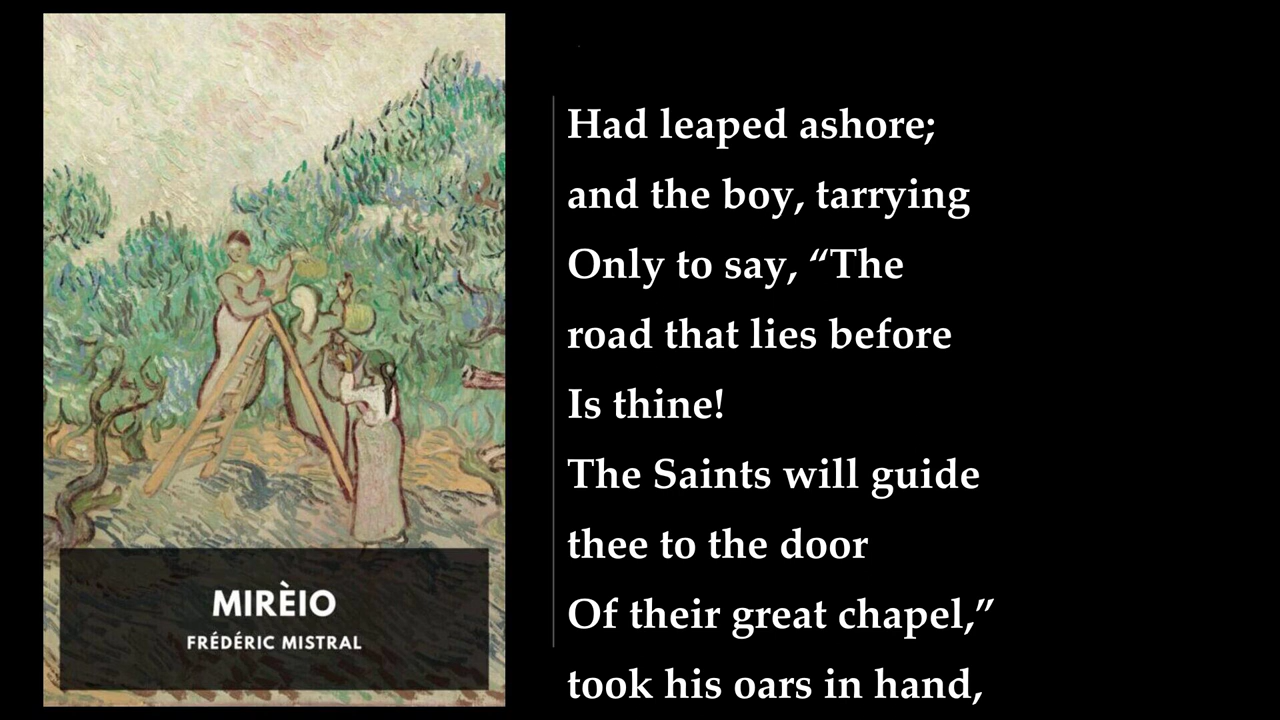 MIRÈIO
FRÉDÉRIC MISTRAL
Had leaped ashore;
and the boy, tarrying
Only to say, “The
road that lies before
Is thine!
The Saints will guide
thee to the door
Of their great chapel,”
took his oars in hand,